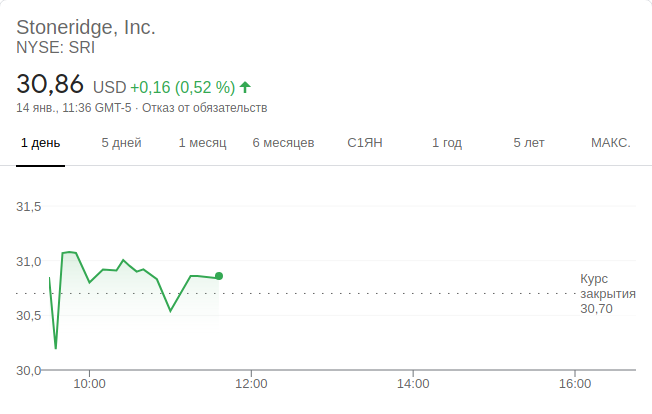 Stoneridge, Inc.
NYSE: SRI
30,86 USD +0,16 (0,52 %)
14 янв., 11:36 GMT-5 · Отказ от обязательств
1 день 5 дней 1 месяц 6 месяцев С1ЯН 1 год 5 лет МАКС.
31,5
31,0
Курс
закрытия
30,70
30,5
30,0
10:00 12:00 14:00 16:00